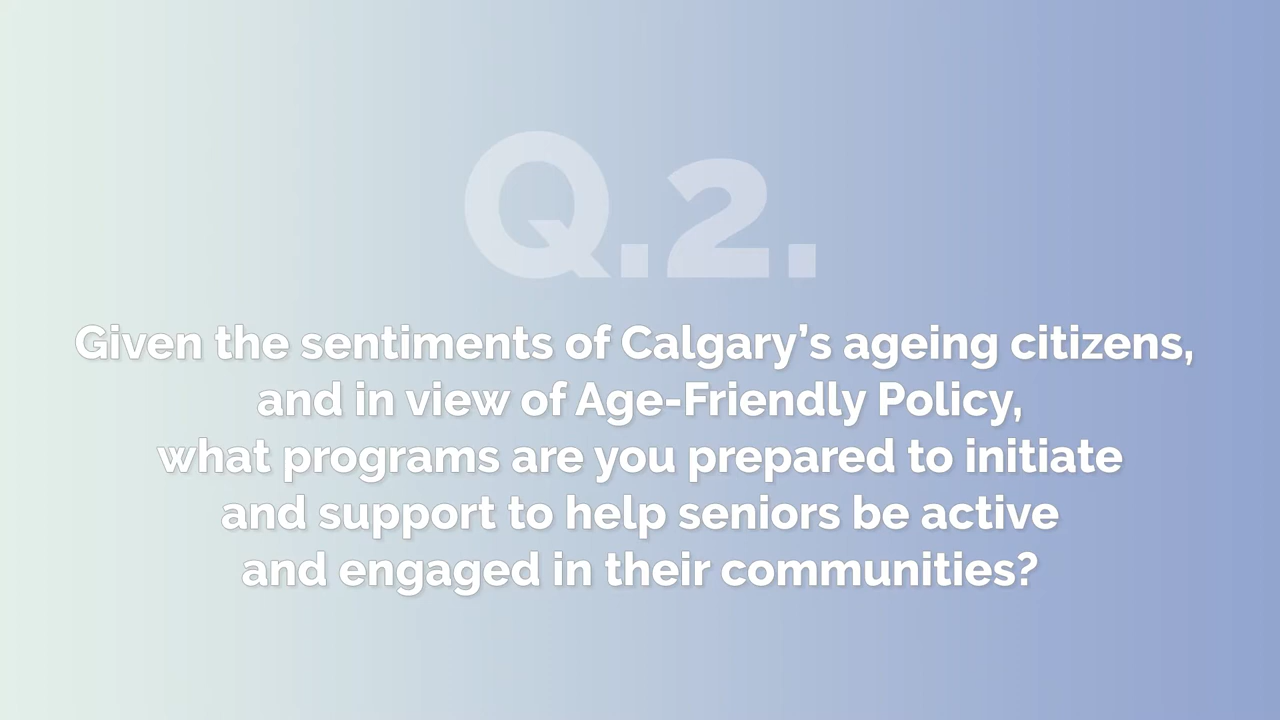 Q.2.
Given the sentiments of Calgary’s ageing citizens,
and in view of Age-Friendly Policy,
what programs are you prepared to initiate
and support to help seniors be active
and engaged in their communities?